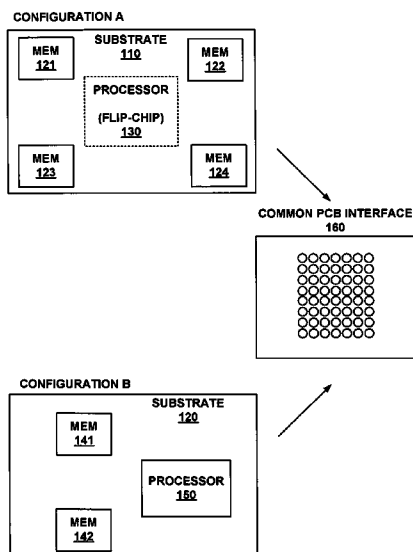 CONFIGURATION A
SUBSTRATE
110
MEM
121
MEM
122
PROCESSOR
(FLIP-CHIP)
130
MEM
123
MEM
124
COMMON PCB INTERFACE
160
CONFIGURATION B
SUBSTRATE
120
MEM
141
PROCESSOR
150
MEM
142